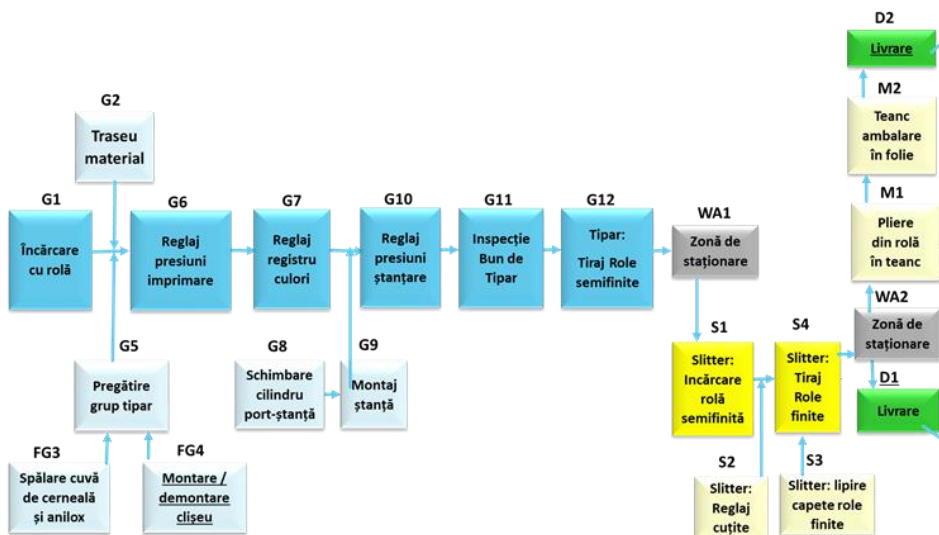 D2
Livrare
M2
Teanc
ambalare
în folie
G2
Traseu
material
M1
Pliere
din rolă
în teanc
G1
Încărcare
cu rolă
G6
Reglaj
presiuni
imprimare
G7
Reglaj
registru
culori
G10
Reglaj
presiuni
ștanțare
G11
Inspecție
Bun de
Tipar
G12
Tipar:
Tiraj Role
semifinite
WA1
Zonă de
staționare
WA2
Zonă de
staționare
G5
Pregătire
grup tipar
G8
Schimbare
cilindru
port-ștanță
G9
Montaj
ștanță
S1
Slitter:
Incărcare
rolă
semifinită
S4
Slitter:
Tiraj
Role
finite
D1
Livrare
FG3
Spălare cuvă
de cerneală
și anilox
FG4
Montare /
demontare
clișeu
S2
Slitter:
Reglaj
cuțite
S3
Slitter: lipire
capete role
finite